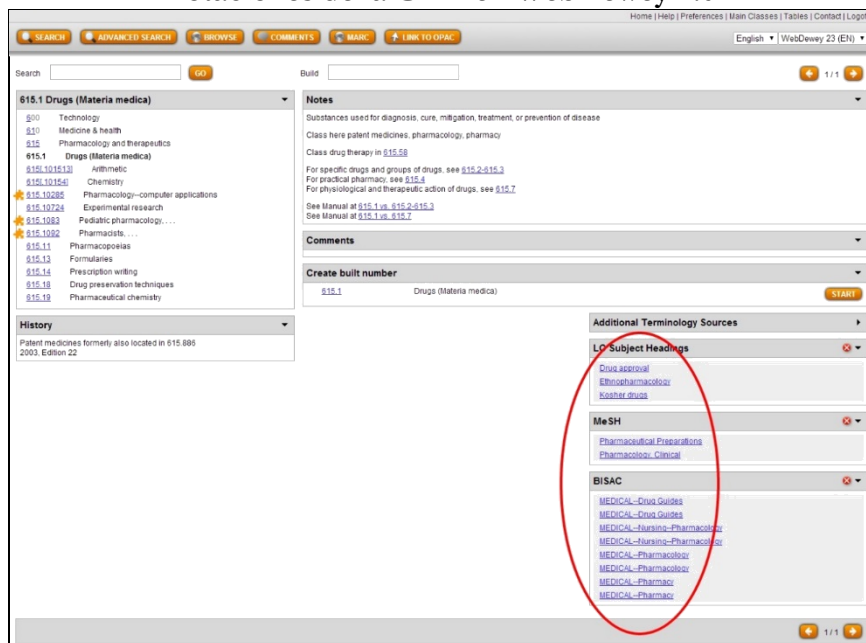 Home | Help | Preferences | Main Classes | Tables | Contact | Logoff
SEARCH
ADVANCED SEARCH
BROWSE
COMMENTS
MARC
LINK TO OPAC
English
WebDewey 23 (EN)
Search
GO
Build
1/1
615.1 Drugs (Materia medica)
600 Technology
610 Medicine & health
615 Pharmacology and therapeutics
615.1 Drugs (Materia medica)
615[.101513] Arithmetic
615[.10154] Chemistry
615.10285 Pharmacology--computer applications
615.10724 Experimental research
615.1083 Pediatric pharmacology, . . .
615.1092 Pharmacists, . . .
615.11 Pharmacopoeias
615.13 Formularies
615.14 Prescription writing
615.18 Drug preservation techniques
615.19 Pharmaceutical chemistry
History
Patent medicines formerly also located in 615.886
2003, Edition 22
Notes
Substances used for diagnosis, cure, mitigation, treatment, or prevention of disease
Class here patent medicines, pharmacology, pharmacy
Class drug therapy in 615.58
For specific drugs and groups of drugs, see 615.2-615.3
For practical pharmacy, see 615.4
For physiological and therapeutic action of drugs, see 615.7
See Manual at 615.1 vs. 615.2-615.3
See Manual at 615.1 vs. 615.7
Comments
Create built number
615.1 Drugs (Materia medica)
START
Additional Terminology Sources
LC Subject Headings
Drug approval
Ethnopharmacology
Kosher drugs
MeSH
Pharmaceutical Preparations
Pharmacology, Clinical
BISAC
MEDICAL--Drug Guides
MEDICAL--Drug Guides
MEDICAL--Nursing--Pharmacology
MEDICAL--Nursing--Pharmacology
MEDICAL--Pharmacology
MEDICAL--Pharmacology
MEDICAL--Pharmacy
MEDICAL--Pharmacy
1/1